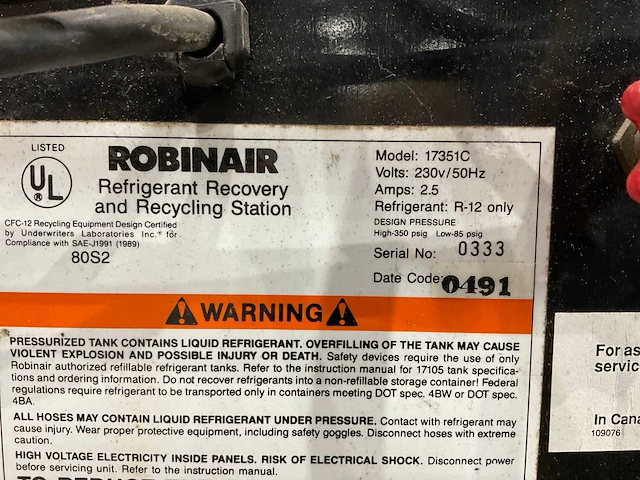 LISTED
UL
ROBINAIR
Refrigerant Recovery
and Recycling Station
CFC-12 Recycling Equipment Design Certified
by Underwriters Laboratories Inc.® for
Compliance with SAE-J1991 (1989)
80S2
Model: 17351C
Volts: 230v/50Hz
Amps: 2.5
Refrigerant: R-12 only
DESIGN PRESSURE
High-350 psig Low-85 psig
Serial No: 0333
Date Code: 0491
WARNING
PRESSURIZED TANK CONTAINS LIQUID REFRIGERANT. OVERFILLING OF THE TANK MAY CAUSE
VIOLENT EXPLOSION AND POSSIBLE INJURY OR DEATH. Safety devices require the use of only
Robinair authorized refillable refrigerant tanks. Refer to the instruction manual for 17105 tank specifica-
tions and ordering information. Do not recover refrigerants into a non-refillable storage container! Federal
regulations require refrigerant to be transported only in containers meeting DOT spec. 4BW or DOT spec.
4BA.
ALL HOSES MAY CONTAIN LIQUID REFRIGERANT UNDER PRESSURE. Contact with refrigerant may
cause injury. Wear proper protective equipment, including safety goggles. Disconnect hoses with extreme
caution.
HIGH VOLTAGE ELECTRICITY INSIDE PANELS. RISK OF ELECTRICAL SHOCK. Disconnect power
before servicing unit. Refer to the instruction manual.
For as
servic
In Cana
109076